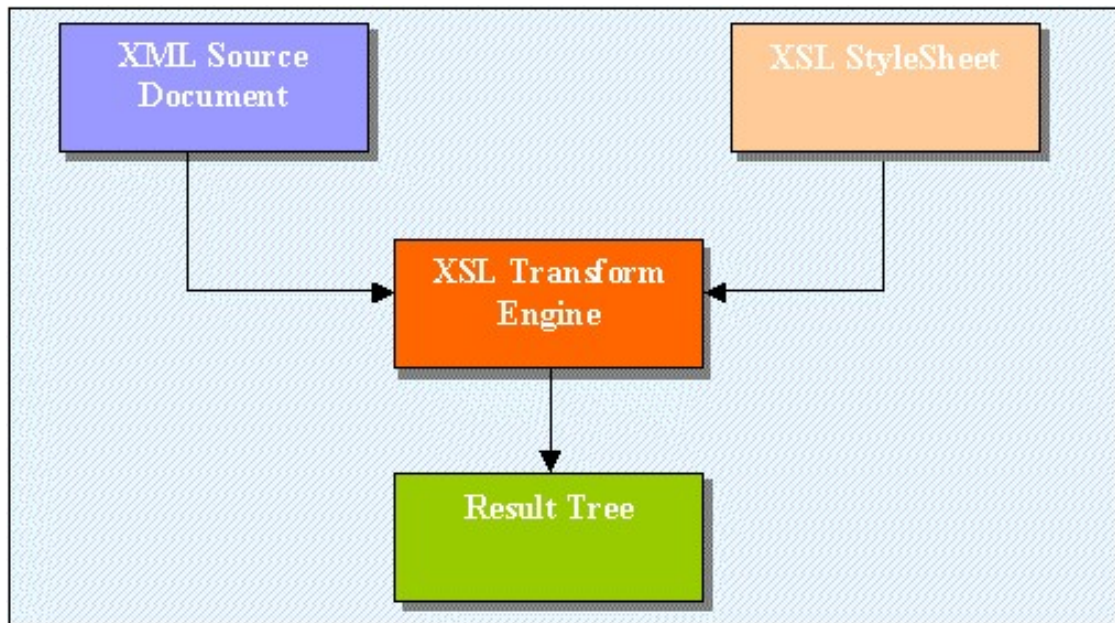 XML Source
Document
XSL StyleSheet
XSL Transform
Engine
Result Tree